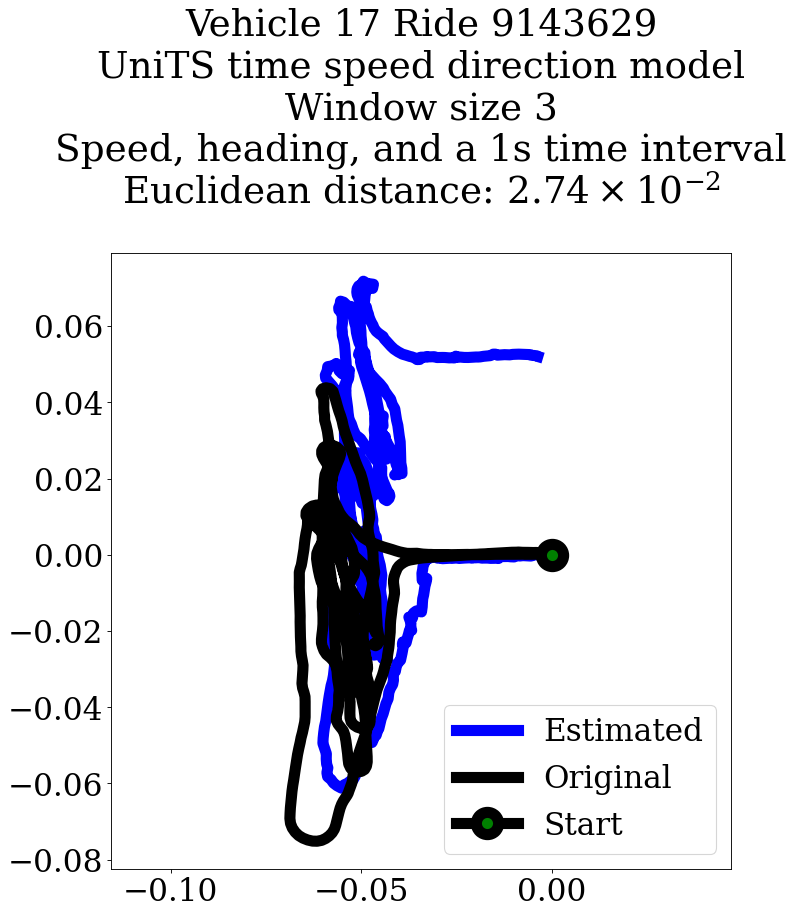 Vehicle 17 Ride 9143629
UniTS time speed direction model
Window size 3
Speed, heading, and a 1s time interval
Euclidean distance: 2.74 × 10⁻²
0.06
0.04
0.02
0.00
−0.02
−0.04
−0.06
−0.08
Estimated
Original
Start
−0.10
−0.05
0.00